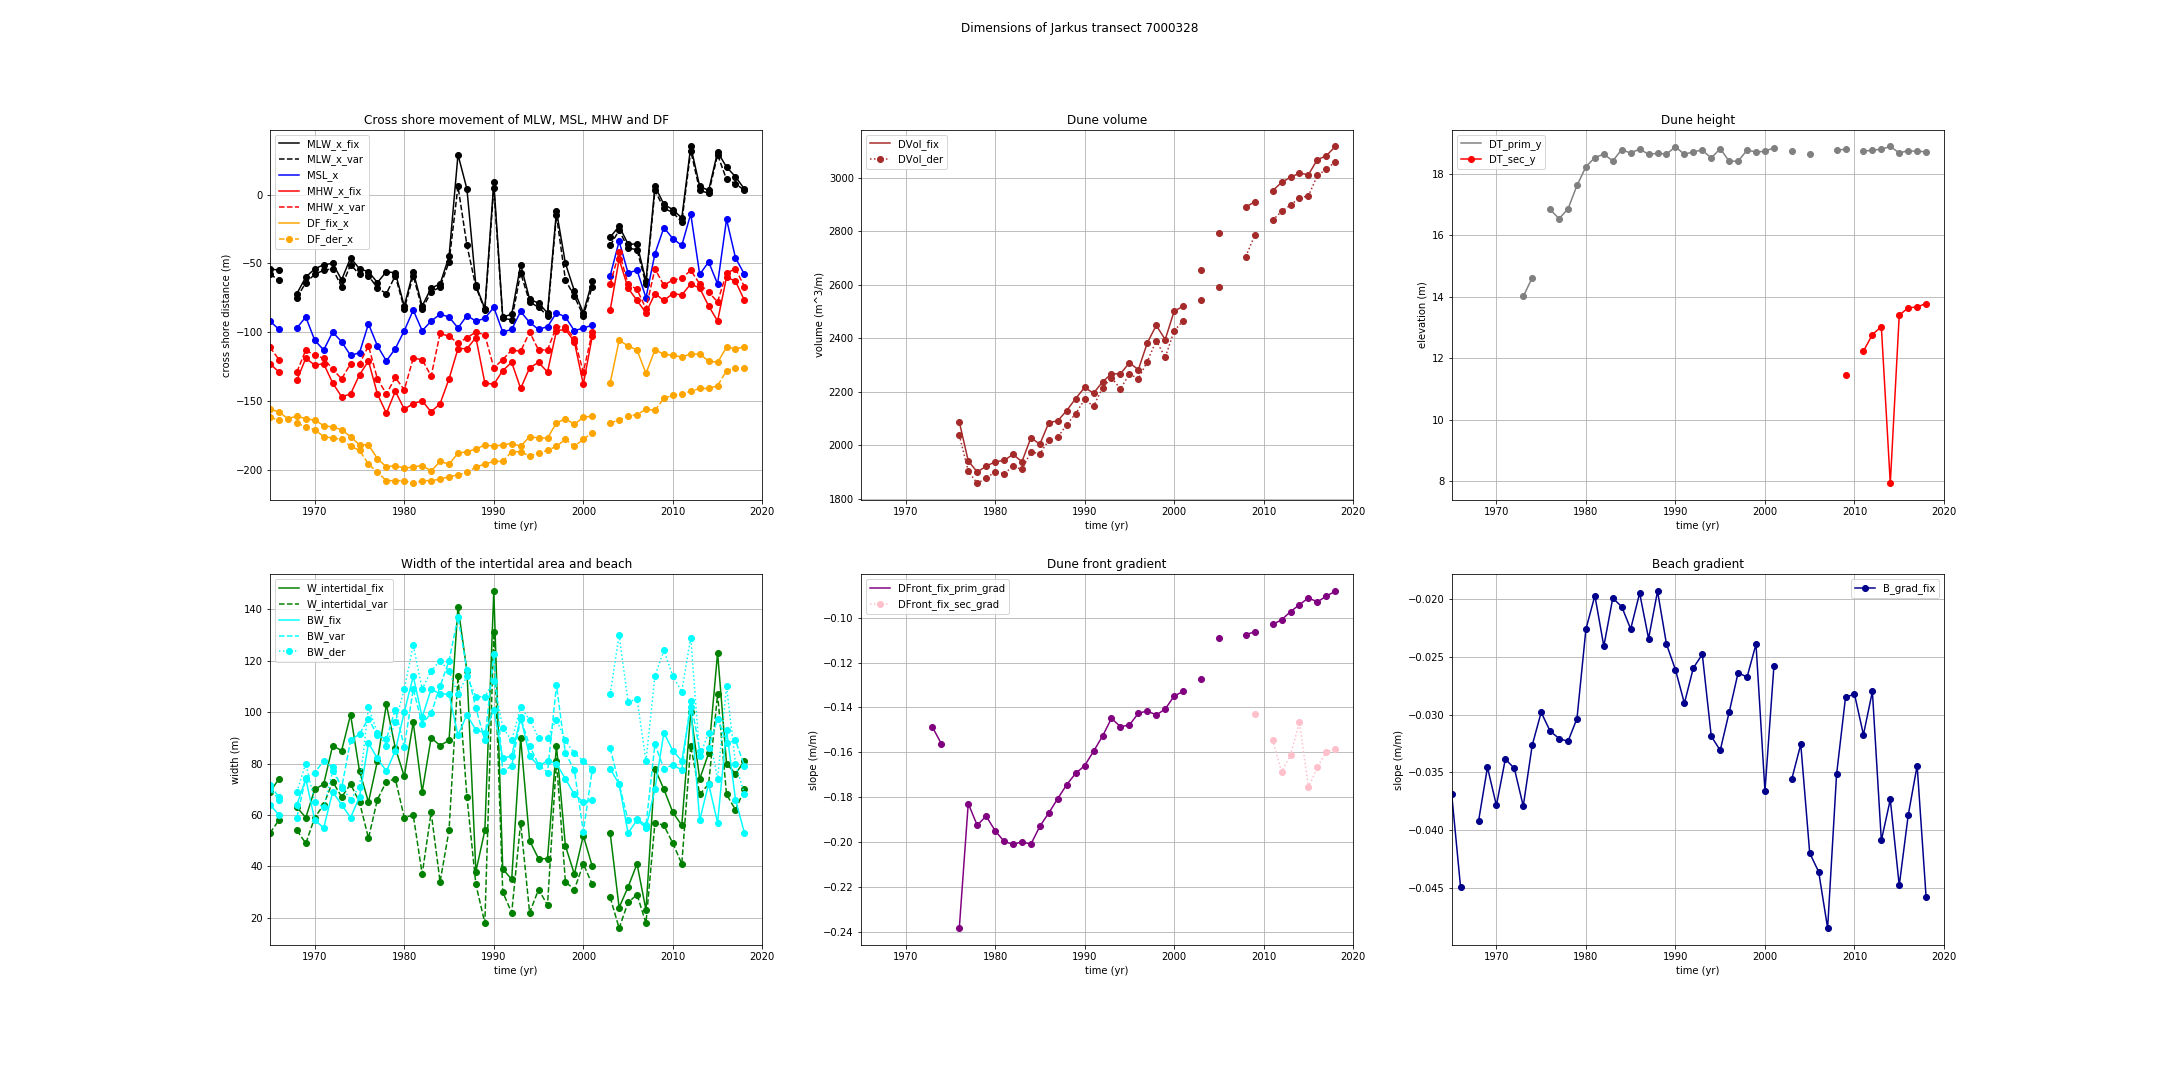 Dimensions of Jarkus transect 7000328
Cross shore movement of MLW, MSL, MHW and DF
MLW_x_fix
MLW_x_var
MSL_x
MHW_x_fix
MHW_x_var
DF_fix_x
DF_der_x
cross shore distance (m)
0
−50
−100
−150
−200
1970
1980
1990
2000
2010
2020
time (yr)
Dune volume
DVol_fix
DVol_der
volume (m^3/m)
3000
2800
2600
2400
2200
2000
1800
1970
1980
1990
2000
2010
2020
time (yr)
Dune height
DT_prim_y
DT_sec_y
elevation (m)
18
16
14
12
10
8
1970
1980
1990
2000
2010
2020
time (yr)
Width of the intertidal area and beach
W_intertidal_fix
W_intertidal_var
BW_fix
BW_var
BW_der
width (m)
140
120
100
80
60
40
20
1970
1980
1990
2000
2010
2020
time (yr)
Dune front gradient
DFront_fix_prim_grad
DFront_fix_sec_grad
slope (m/m)
−0.10
−0.12
−0.14
−0.16
−0.18
−0.20
−0.22
−0.24
1970
1980
1990
2000
2010
2020
time (yr)
Beach gradient
B_grad_fix
slope (m/m)
−0.020
−0.025
−0.030
−0.035
−0.040
−0.045
1970
1980
1990
2000
2010
2020
time (yr)